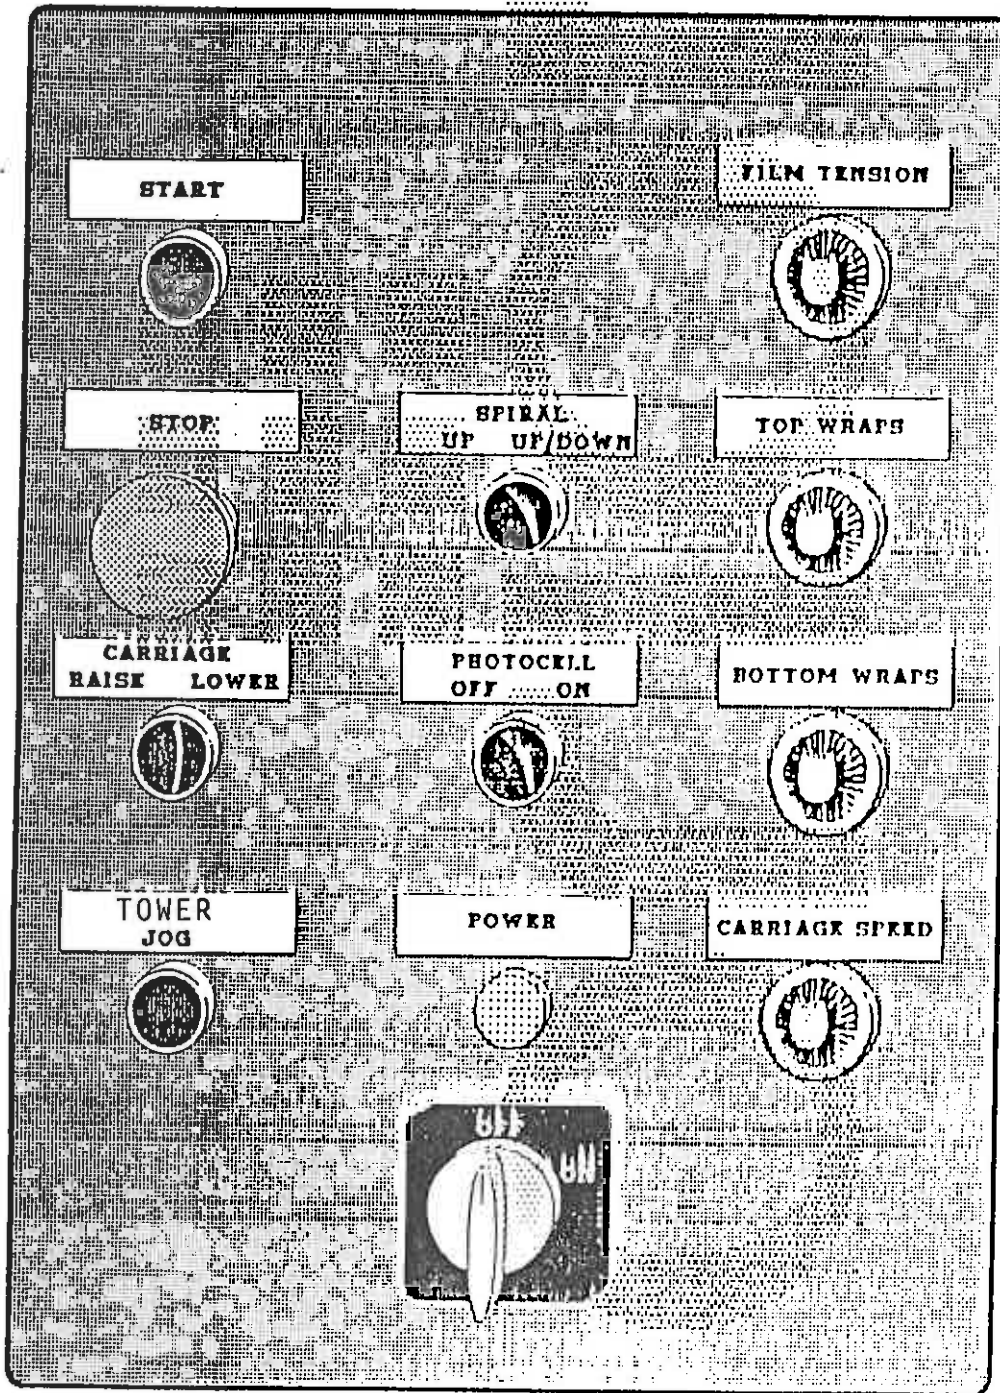 START
FILM TENSION
STOP
SPIRAL
UP UP/DOWN
TOP WRAPS
CARRIAGE
RAISE LOWER
PHOTOCELL
OFF ..... ON
BOTTOM WRAPS
TOWER
JOG
POWER
CARRIAGE SPEED
OFF
ON